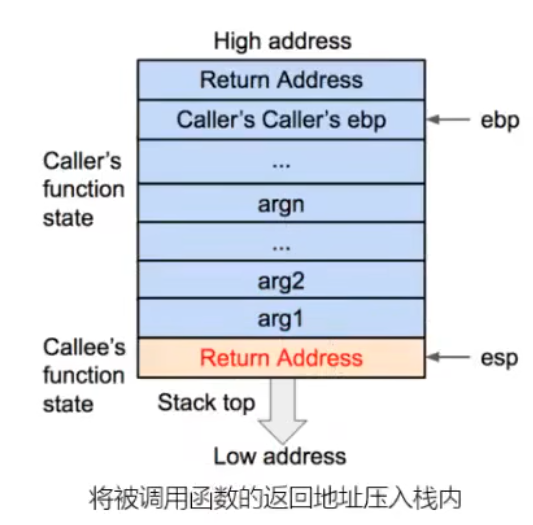 High address
Return Address
Caller's Caller's ebp
ebp
...
Caller's
function
state
argn
...
arg2
arg1
Callee's
function
state
Return Address
esp
Stack top
Low address
将被调用函数的返回地址压入栈内